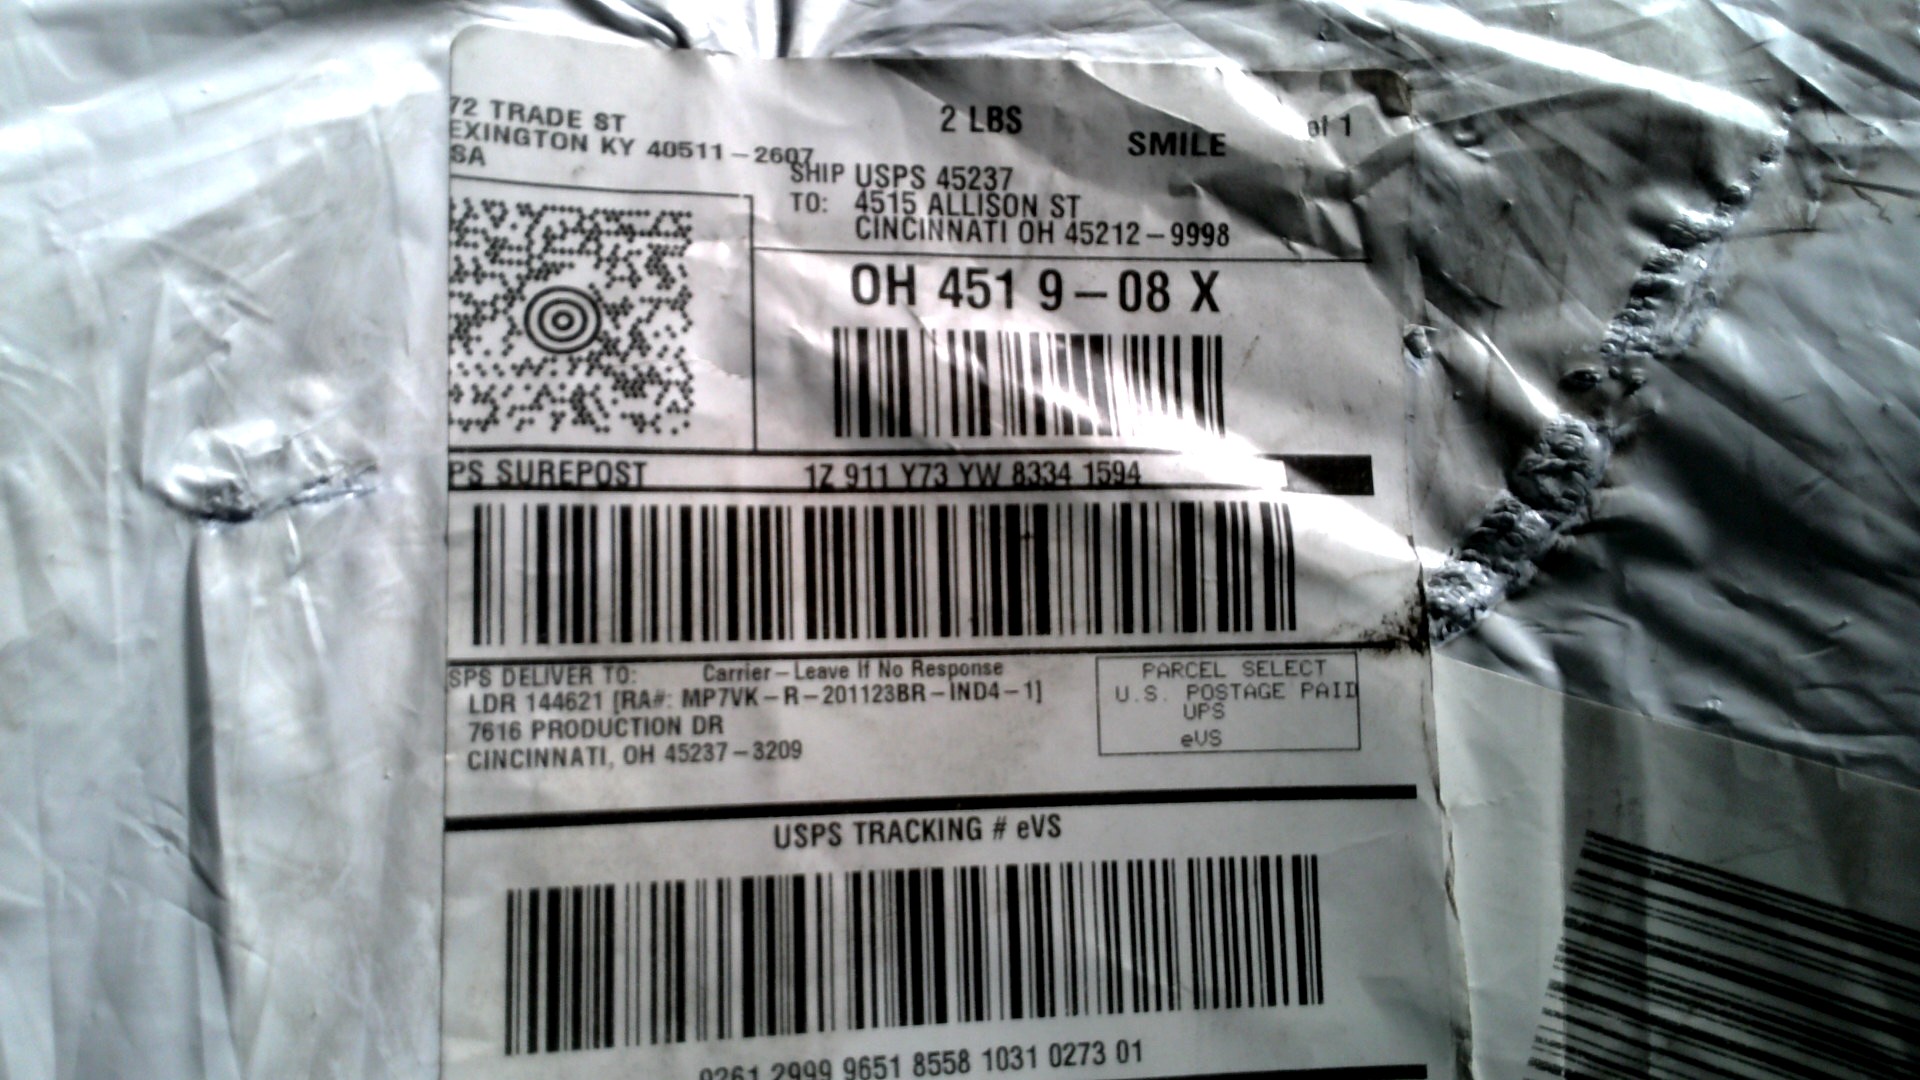 72 TRADE ST
EXINGTON KY 40511-2607
SA
2 LBS
SMILE
of 1
SHIP USPS 45237
TO: 4515 ALLISON ST
CINCINNATI OH 45212-9998
OH 451 9-08 X
PS SUREPOST 1Z 911 Y73 YW 8334 1594
SPS DELIVER TO: Carrier-Leave If No Response
LDR 144621 [RA#: MP7VK-R-201123BR-IND4-1]
7616 PRODUCTION DR
CINCINNATI, OH 45237-3209
PARCEL SELECT
U.S. POSTAGE PAID
UPS
eVS
USPS TRACKING # eVS
0261 2999 9651 8558 1031 0273 01